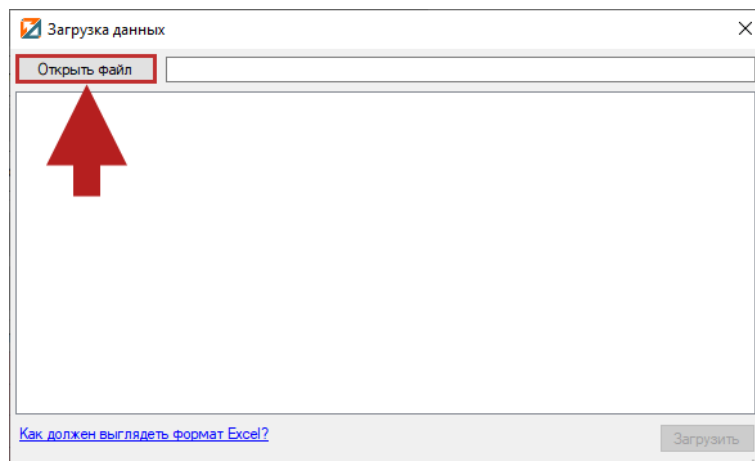 Загрузка данных
Открыть файл
Как должен выглядеть формат Excel?
Загрузить